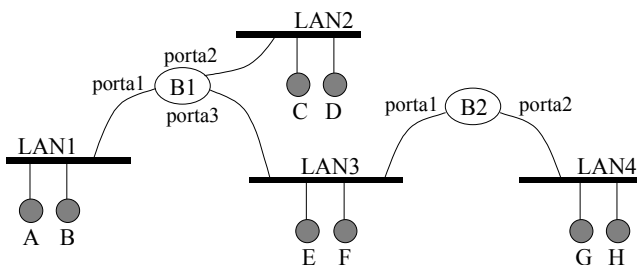 LAN2
porta2
porta1 B1
porta3
porta1 B2 porta2
C D
LAN1
LAN3
LAN4
A B
E F
G H